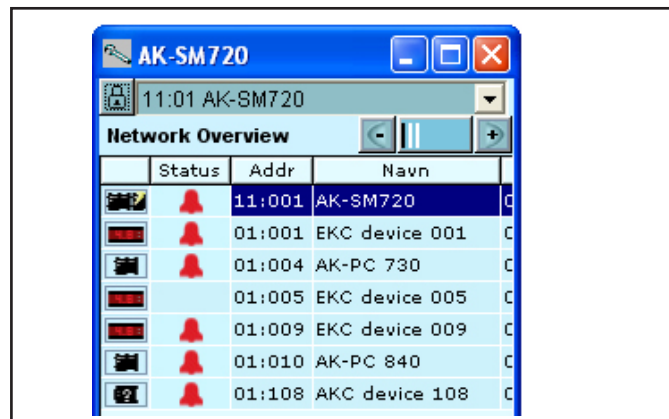 AK-SM720
11:01 AK-SM720
Network Overview - +
Status Addr Navn
11:001 AK-SM720
01:001 EKC device 001
01:004 AK-PC 730
01:005 EKC device 005
01:009 EKC device 009
01:010 AK-PC 840
01:108 AKC device 108